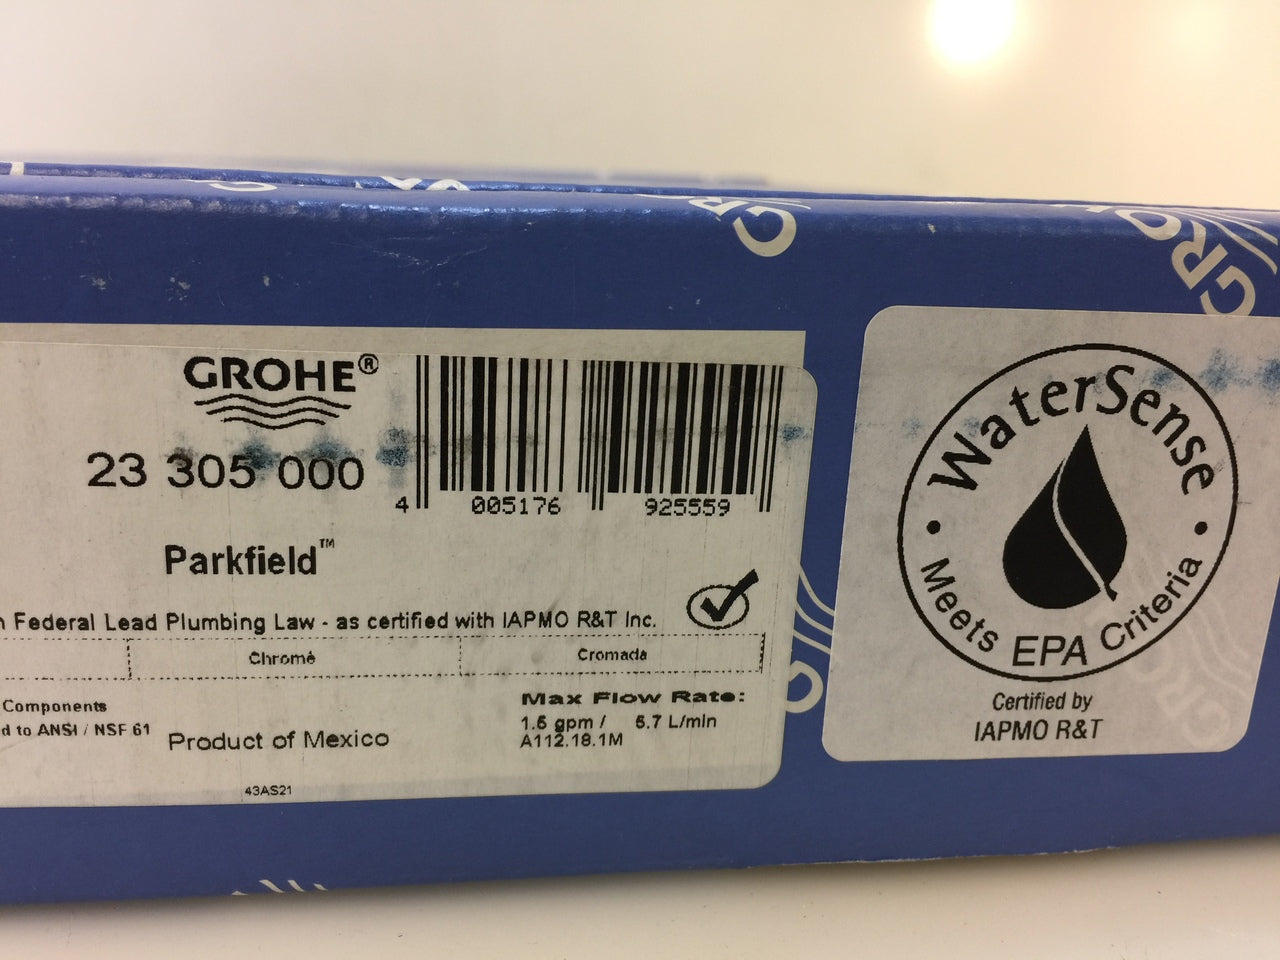 GROHE®
23 305 000
4 005176 925559
Parkfield™
Federal Lead Plumbing Law - as certified with IAPMO R&T Inc.
Chrome Cromada
Components
to ANSI / NSF 61
Product of Mexico
Max Flow Rate:
1.5 gpm / 5.7 L/min
A112.18.1M
43AS21
WaterSense
Meets EPA Criteria
Certified by
IAPMO R&T
GROHE